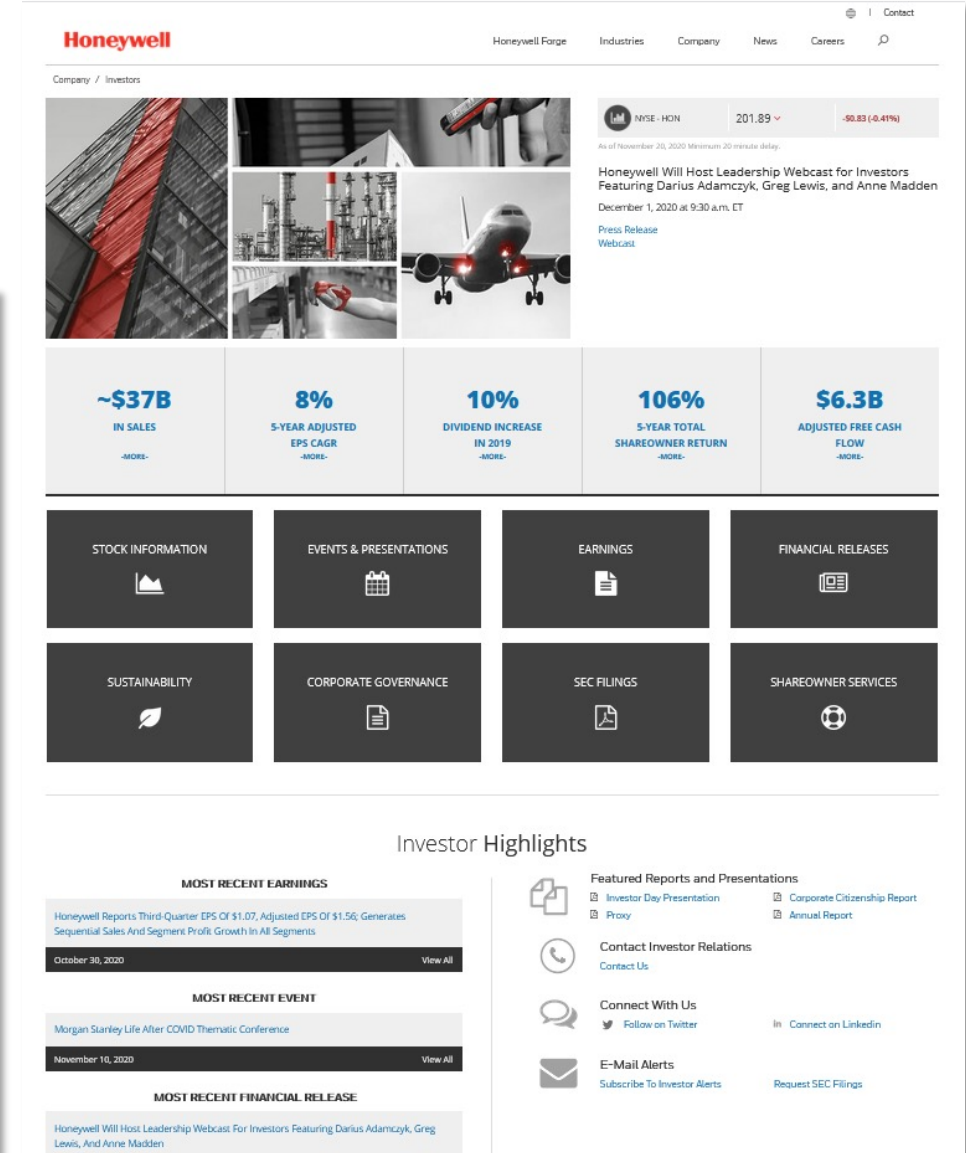 | Contact
Honeywell
Honeywell Forge Industries Company News Careers
Company / Investors
NYSE - HON 201.89 -$0.83 (-0.41%)
As of November 20, 2020 Minimum 20 minute delay.
Honeywell Will Host Leadership Webcast for Investors
Featuring Darius Adamczyk, Greg Lewis, and Anne Madden
December 1, 2020 at 9:30 a.m. ET
Press Release
Webcast
~$37B
IN SALES
-MORE-
8%
5-YEAR ADJUSTED
EPS CAGR
-MORE-
10%
DIVIDEND INCREASE
IN 2019
-MORE-
106%
5-YEAR TOTAL
SHAREOWNER RETURN
-MORE-
$6.3B
ADJUSTED FREE CASH
FLOW
-MORE-
STOCK INFORMATION
EVENTS & PRESENTATIONS
EARNINGS
FINANCIAL RELEASES
SUSTAINABILITY
CORPORATE GOVERNANCE
SEC FILINGS
SHAREOWNER SERVICES
Investor Highlights
MOST RECENT EARNINGS
Honeywell Reports Third-Quarter EPS Of $1.07, Adjusted EPS Of $1.56; Generates
Sequential Sales And Segment Profit Growth In All Segments
October 30, 2020 View All
MOST RECENT EVENT
Morgan Stanley Life After COVID Thematic Conference
November 10, 2020 View All
MOST RECENT FINANCIAL RELEASE
Honeywell Will Host Leadership Webcast For Investors Featuring Darius Adamczyk, Greg
Lewis, And Anne Madden
Featured Reports and Presentations
Investor Day Presentation Corporate Citizenship Report
Proxy Annual Report
Contact Investor Relations
Contact Us
Connect With Us
Follow on Twitter in Connect on Linkedin
E-Mail Alerts
Subscribe To Investor Alerts Request SEC Filings